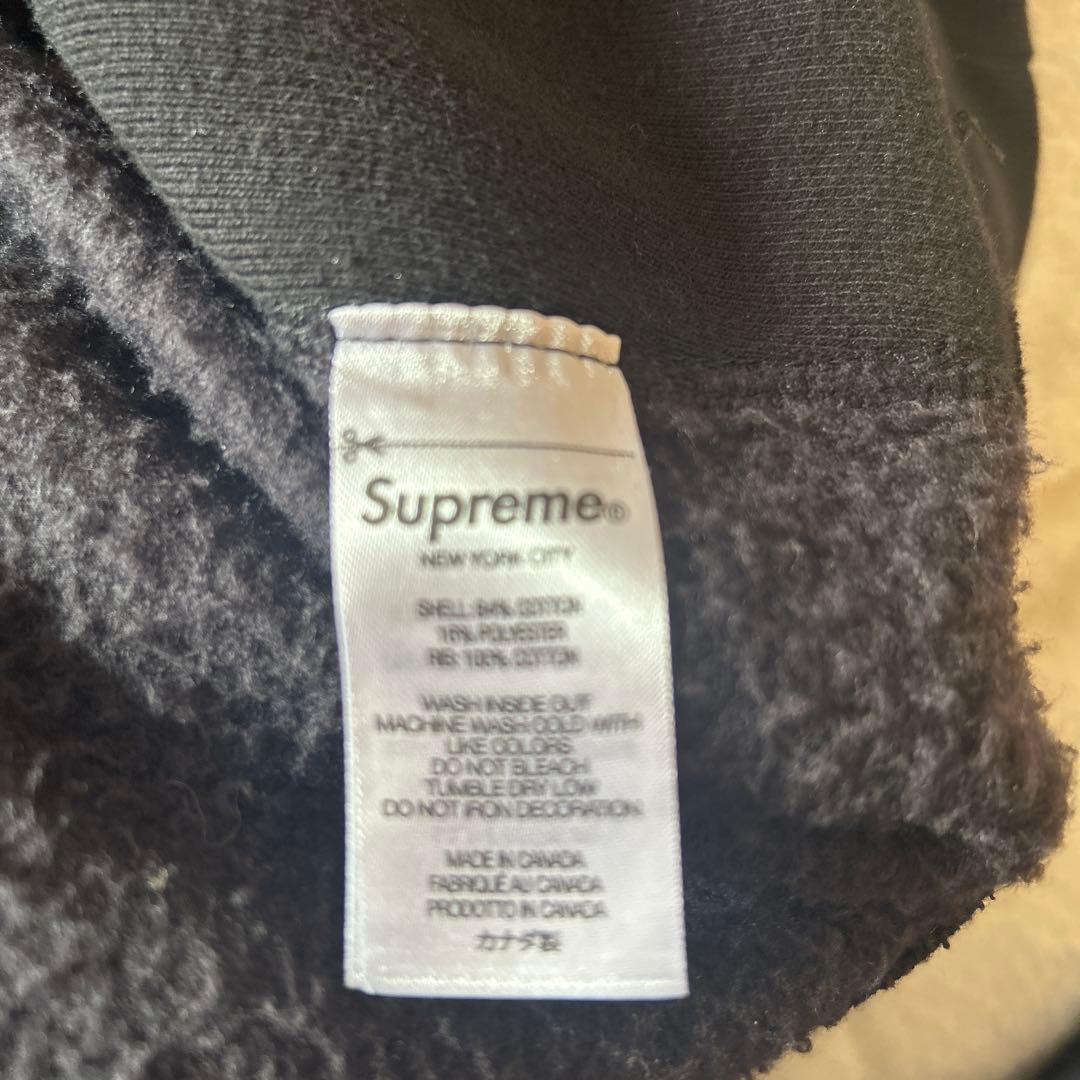 Supreme®
NEW YORK CITY
SHELL: 84% COTTON
16% POLYESTER
RIB: 100% COTTON
WASH INSIDE OUT
MACHINE WASH COLD WITH
LIKE COLORS
DO NOT BLEACH
TUMBLE DRY LOW
DO NOT IRON DECORATION
MADE IN CANADA
FABRIQUÉ AU CANADA
PRODOTTO IN CANADA
カナダ製